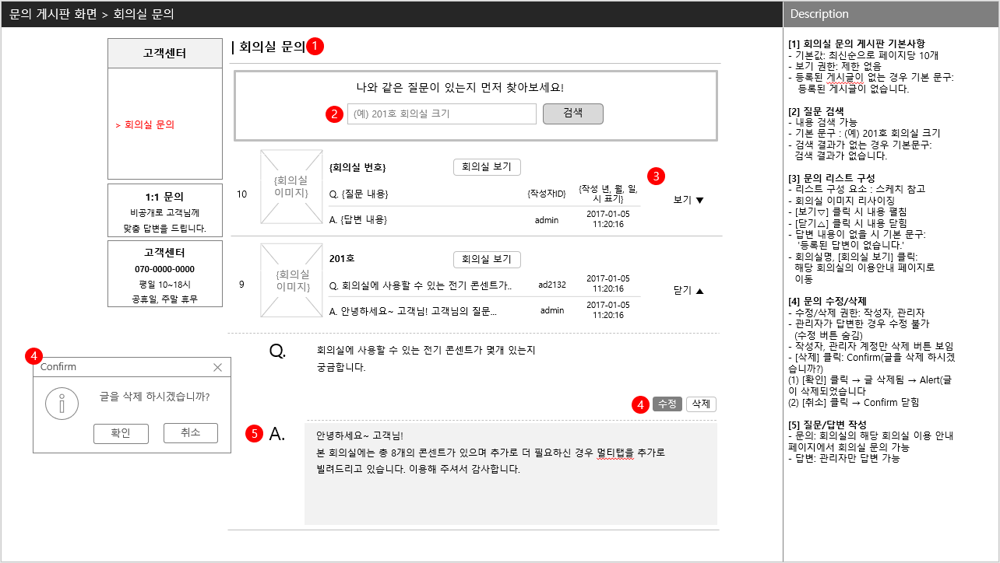 문의 게시판 화면 > 회의실 문의
Description
고객센터
> 회의실 문의
1:1 문의
비공개로 고객님께
맞춤 답변을 드립니다.
고객센터
070-0000-0000
평일 10~18시
공휴일, 주말 휴무
회의실 문의 1
나와 같은 질문이 있는지 먼저 찾아보세요!
2 (예) 201호 회의실 크기 검색
10
{회의실
이미지}
{회의실 번호} 회의실 보기
Q. {질문 내용} {작성자ID} {작성 년, 월, 일,
시 표기}
A. {답변 내용} admin 2017-01-05
11:20:16
3
보기 ▼
9
{회의실
이미지}
201호 회의실 보기
Q. 회의실에 사용할 수 있는 전기 콘센트가.. ad2132 2017-01-05
11:20:16
A. 안녕하세요~ 고객님! 고객님의 질문... admin 2017-01-05
11:20:16
닫기 ▲
Q. 회의실에 사용할 수 있는 전기 콘센트가 몇개 있는지
궁금합니다.
4 수정 삭제
5 A. 안녕하세요~ 고객님!
본 회의실에는 총 8개의 콘센트가 있으며 추가로 더 필요하신 경우 멀티탭을 추가로
빌려드리고 있습니다. 이용해 주셔서 감사합니다.
4
Confirm
글을 삭제 하시겠습니까?
확인 취소
[1] 회의실 문의 게시판 기본사항
- 기본값: 최신순으로 페이지당 10개
- 보기 권한: 제한 없음
- 등록된 게시글이 없는 경우 기본 문구:
등록된 게시글이 없습니다.
[2] 질문 검색
- 내용 검색 가능
- 기본 문구 : (예) 201호 회의실 크기
- 검색 결과가 없는 경우 기본문구:
검색 결과가 없습니다.
[3] 문의 리스트 구성
- 리스트 구성 요소 : 스케치 참고
- 회의실 이미지 리사이징
- [보기▽] 클릭 시 내용 펼침
- [닫기△] 클릭 시 내용 닫힘
- 답변 내용이 없을 시 기본 문구:
'등록된 답변이 없습니다.'
- 회의실명, [회의실 보기] 클릭:
해당 회의실의 이용안내 페이지로
이동
[4] 문의 수정/삭제
- 수정/삭제 권한: 작성자, 관리자
- 관리자가 답변한 경우 수정 불가
(수정 버튼 숨김)
- 작성자, 관리자 계정만 삭제 버튼 보임
- [삭제] 클릭: Confirm(글을 삭제 하시겠
습니까?)
(1) [확인] 클릭 → 글 삭제됨 → Alert(글
이 삭제되었습니다
(2) [취소] 클릭 → Confirm 닫힘
[5] 질문/답변 작성
- 문의: 회의실의 해당 회의실 이용 안내
페이지에서 회의실 문의 가능
- 답변: 관리자만 답변 가능